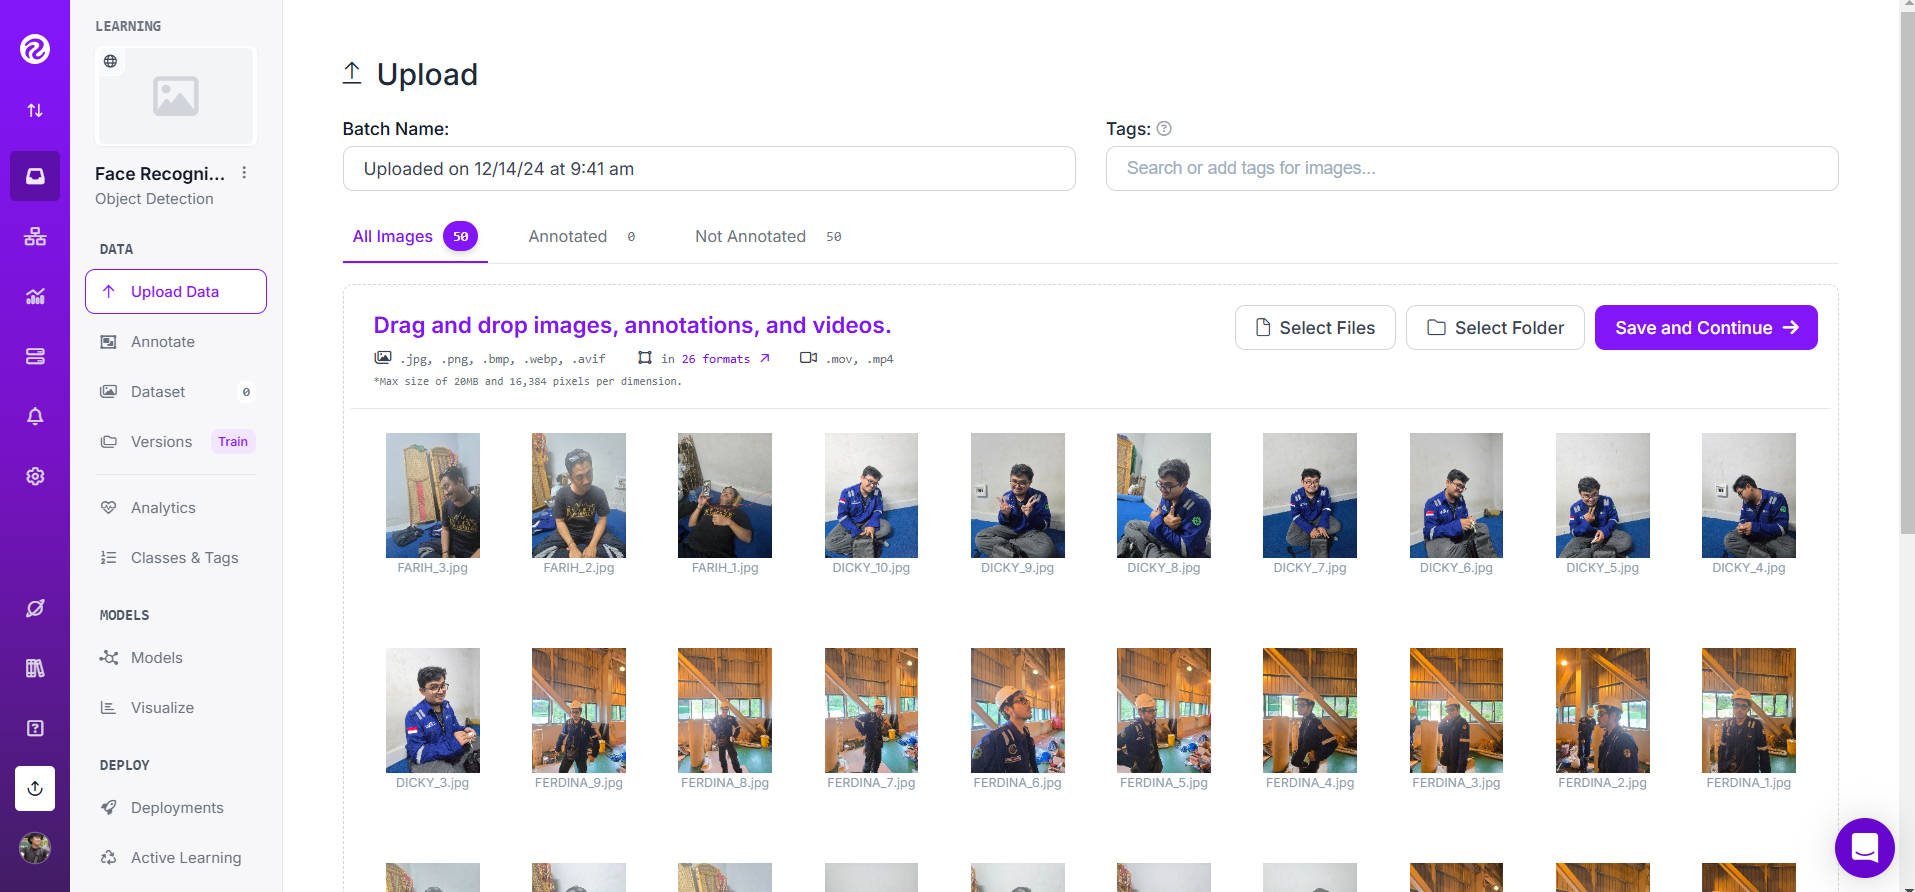 LEARNING
Face Recogni...
Object Detection
DATA
Upload Data
Annotate
Dataset 0
Versions Train
Analytics
Classes & Tags
MODELS
Models
Visualize
DEPLOY
Deployments
Active Learning
Upload
Batch Name:
Uploaded on 12/14/24 at 9:41 am
Tags:
Search or add tags for images...
All Images 50 Annotated 0 Not Annotated 50
Drag and drop images, annotations, and videos.
.jpg, .png, .bmp, .webp, .avif in 26 formats .mov, .mp4
*Max size of 20MB and 16,384 pixels per dimension.
Select Files Select Folder Save and Continue
FARIH_3.jpg FARIH_2.jpg FARIH_1.jpg DICKY_10.jpg DICKY_9.jpg DICKY_8.jpg DICKY_7.jpg DICKY_6.jpg DICKY_5.jpg DICKY_4.jpg
DICKY_3.jpg FERDINA_9.jpg FERDINA_8.jpg FERDINA_7.jpg FERDINA_6.jpg FERDINA_5.jpg FERDINA_4.jpg FERDINA_3.jpg FERDINA_2.jpg FERDINA_1.jpg